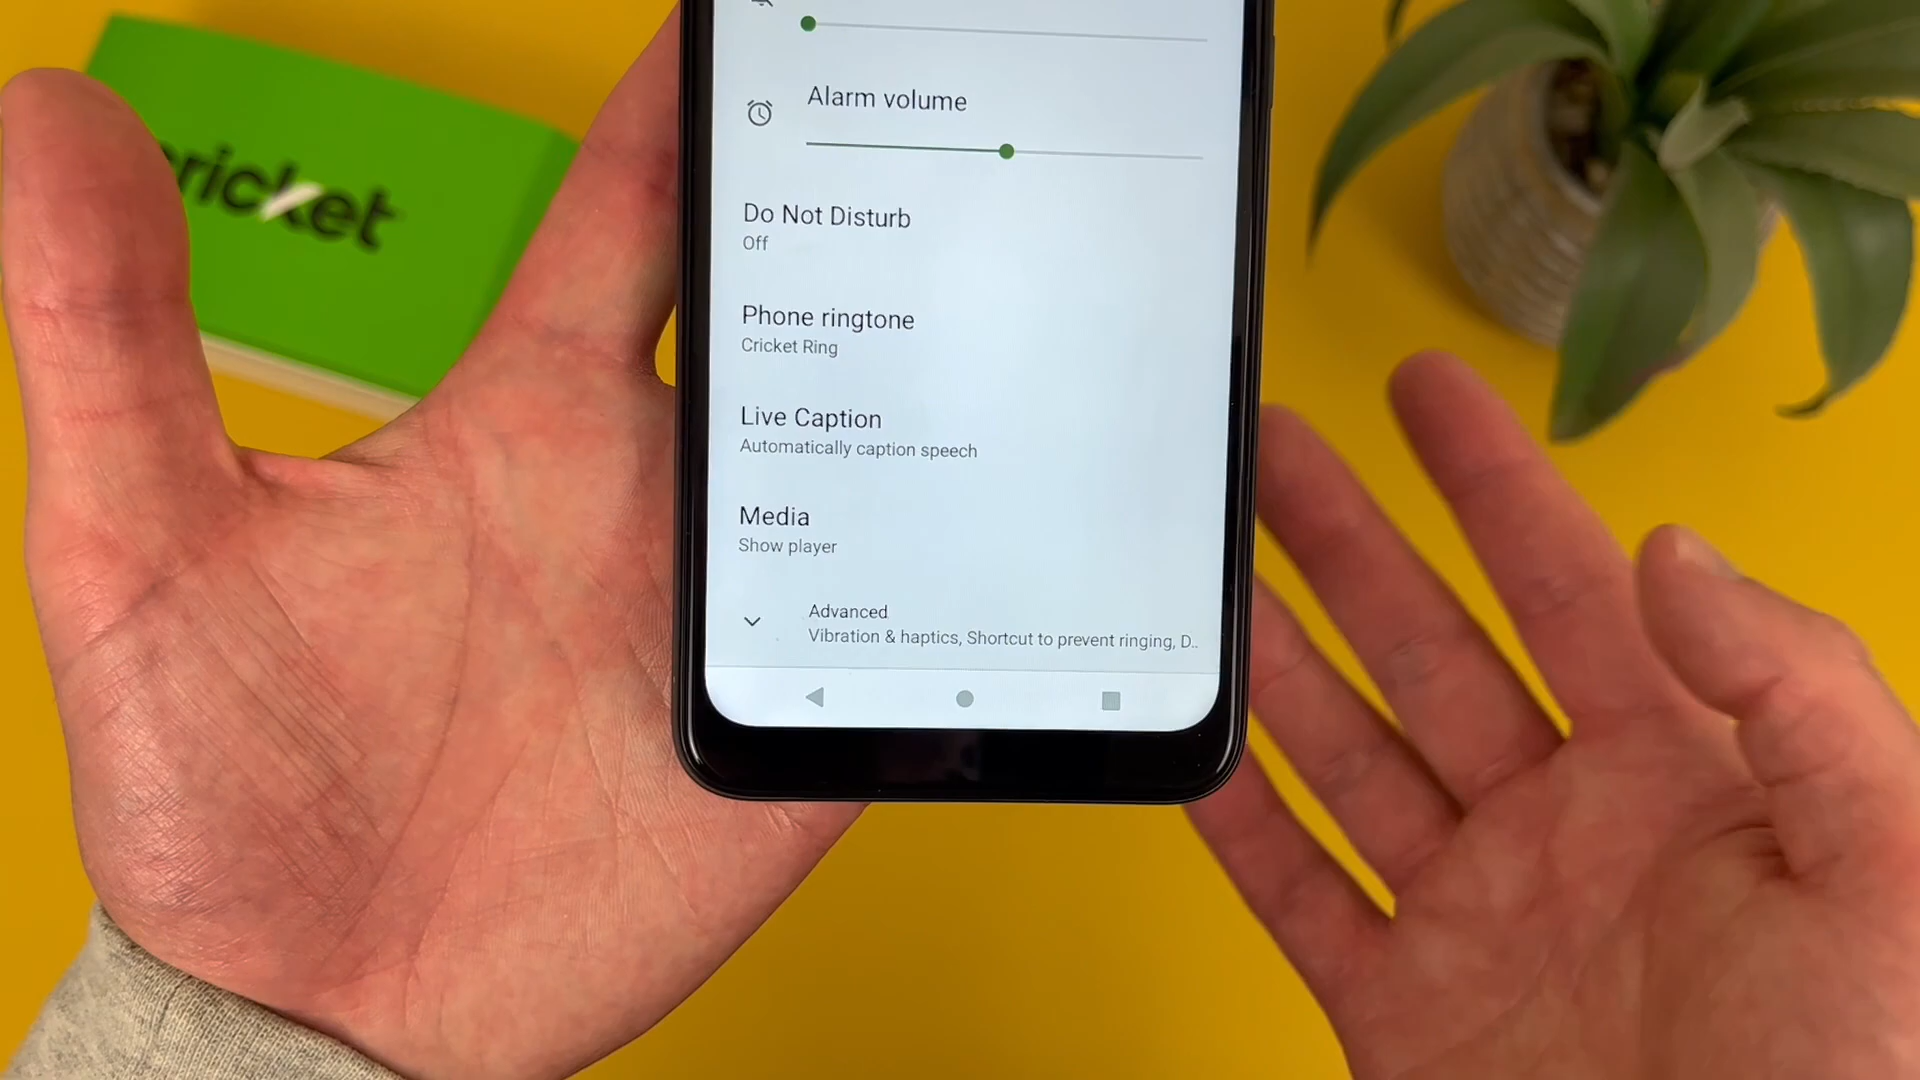 cricket
Alarm volume
Do Not Disturb
Off
Phone ringtone
Cricket Ring
Live Caption
Automatically caption speech
Media
Show player
Advanced
Vibration & haptics, Shortcut to prevent ringing, D..